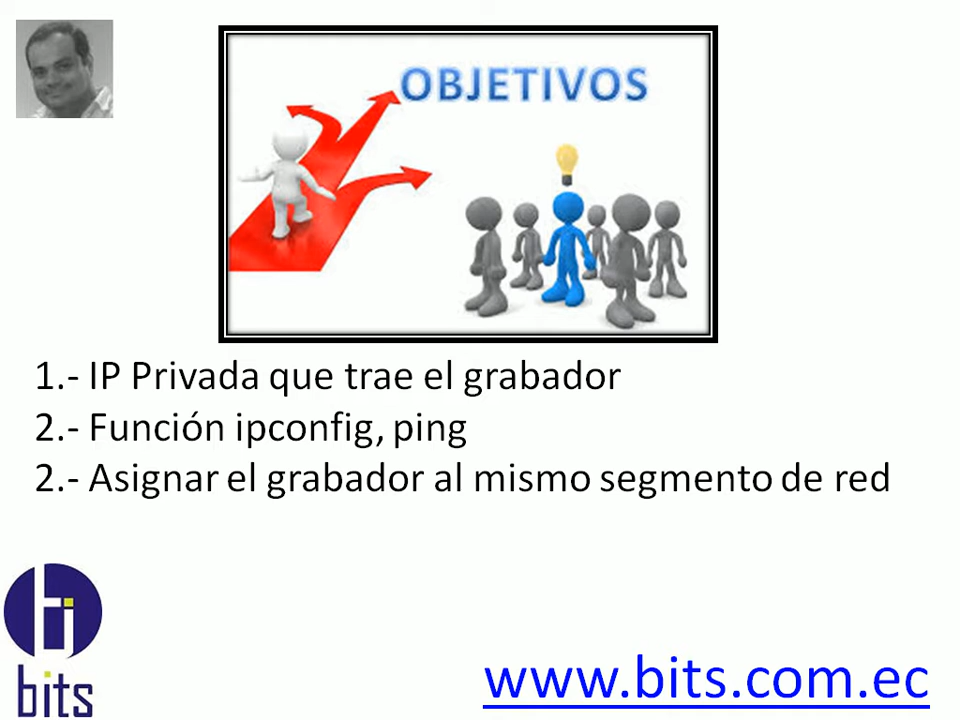 OBJETIVOS
1.- IP Privada que trae el grabador
2.- Función ipconfig, ping
2.- Asignar el grabador al mismo segmento de red
bi
bits
www.bits.com.ec